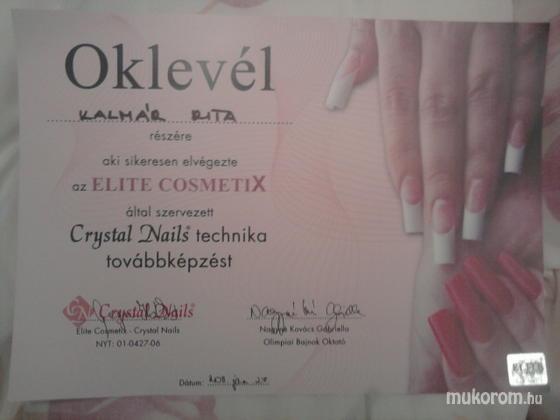 Oklevél
KALMÁR RITA
részére
aki sikeresen elvégezte
az ELITE COSMETIX
által szervezett
Crystal Nails® technika
továbbképzést
Crystal Nails®
Elite Cosmetix - Crystal Nails
NYT: 01-0427-06
Nagyné Kovács Gabriella
Olimpiai Bajnok Oktató
Dátum:
mukorom.hu